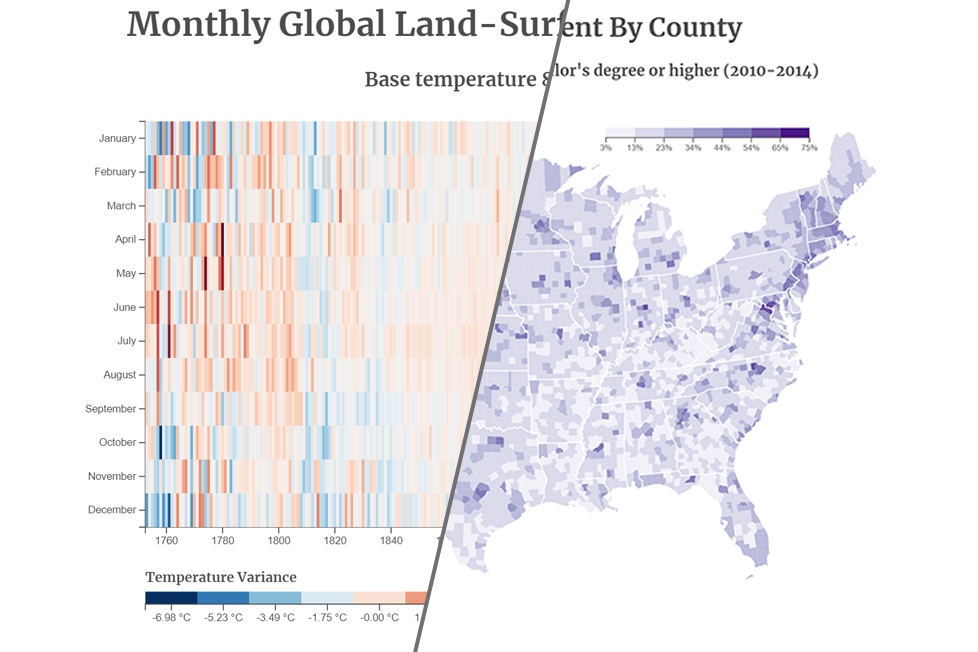 Monthly Global Land-Sur
ent By County
Base temperature
lor's degree or higher (2010-2014)
3% 13% 23% 34% 44% 54% 65% 75%
January
February
March
April
May
June
July
August
September
October
November
December
1760 1780 1800 1820 1840
Temperature Variance
-6.98 °C -5.23 °C -3.49 °C -1.75 °C -0.00 °C 1